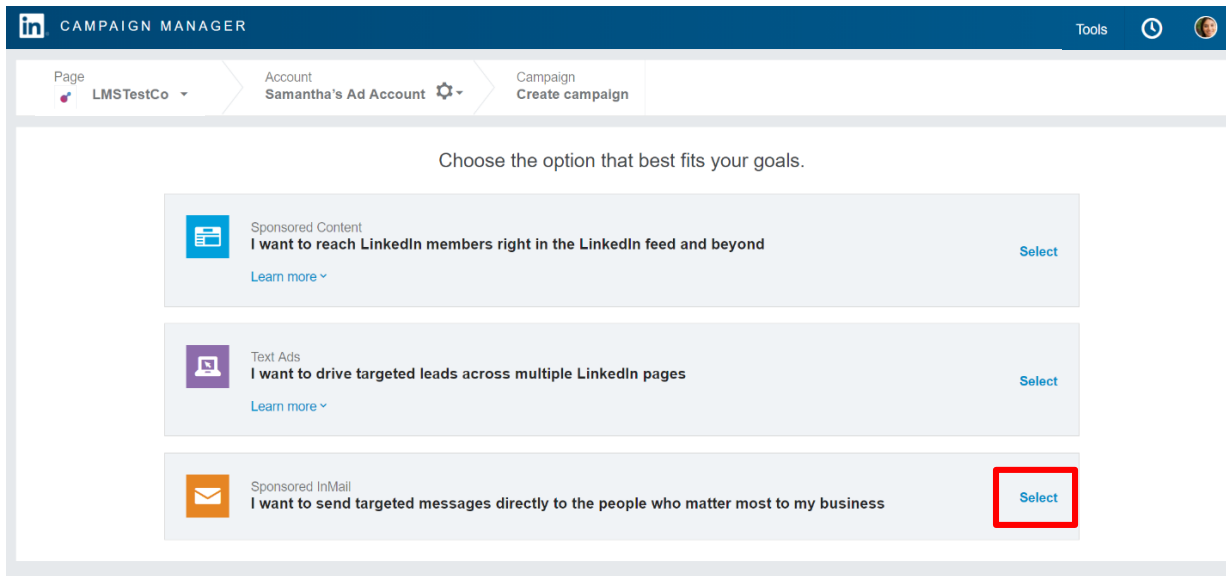 in CAMPAIGN MANAGER Tools
Page Account Campaign
LMSTestCo Samantha's Ad Account Create campaign
Choose the option that best fits your goals.
Sponsored Content
I want to reach LinkedIn members right in the LinkedIn feed and beyond
Select
Learn more
Text Ads
I want to drive targeted leads across multiple LinkedIn pages
Select
Learn more
Sponsored InMail
I want to send targeted messages directly to the people who matter most to my business
Select